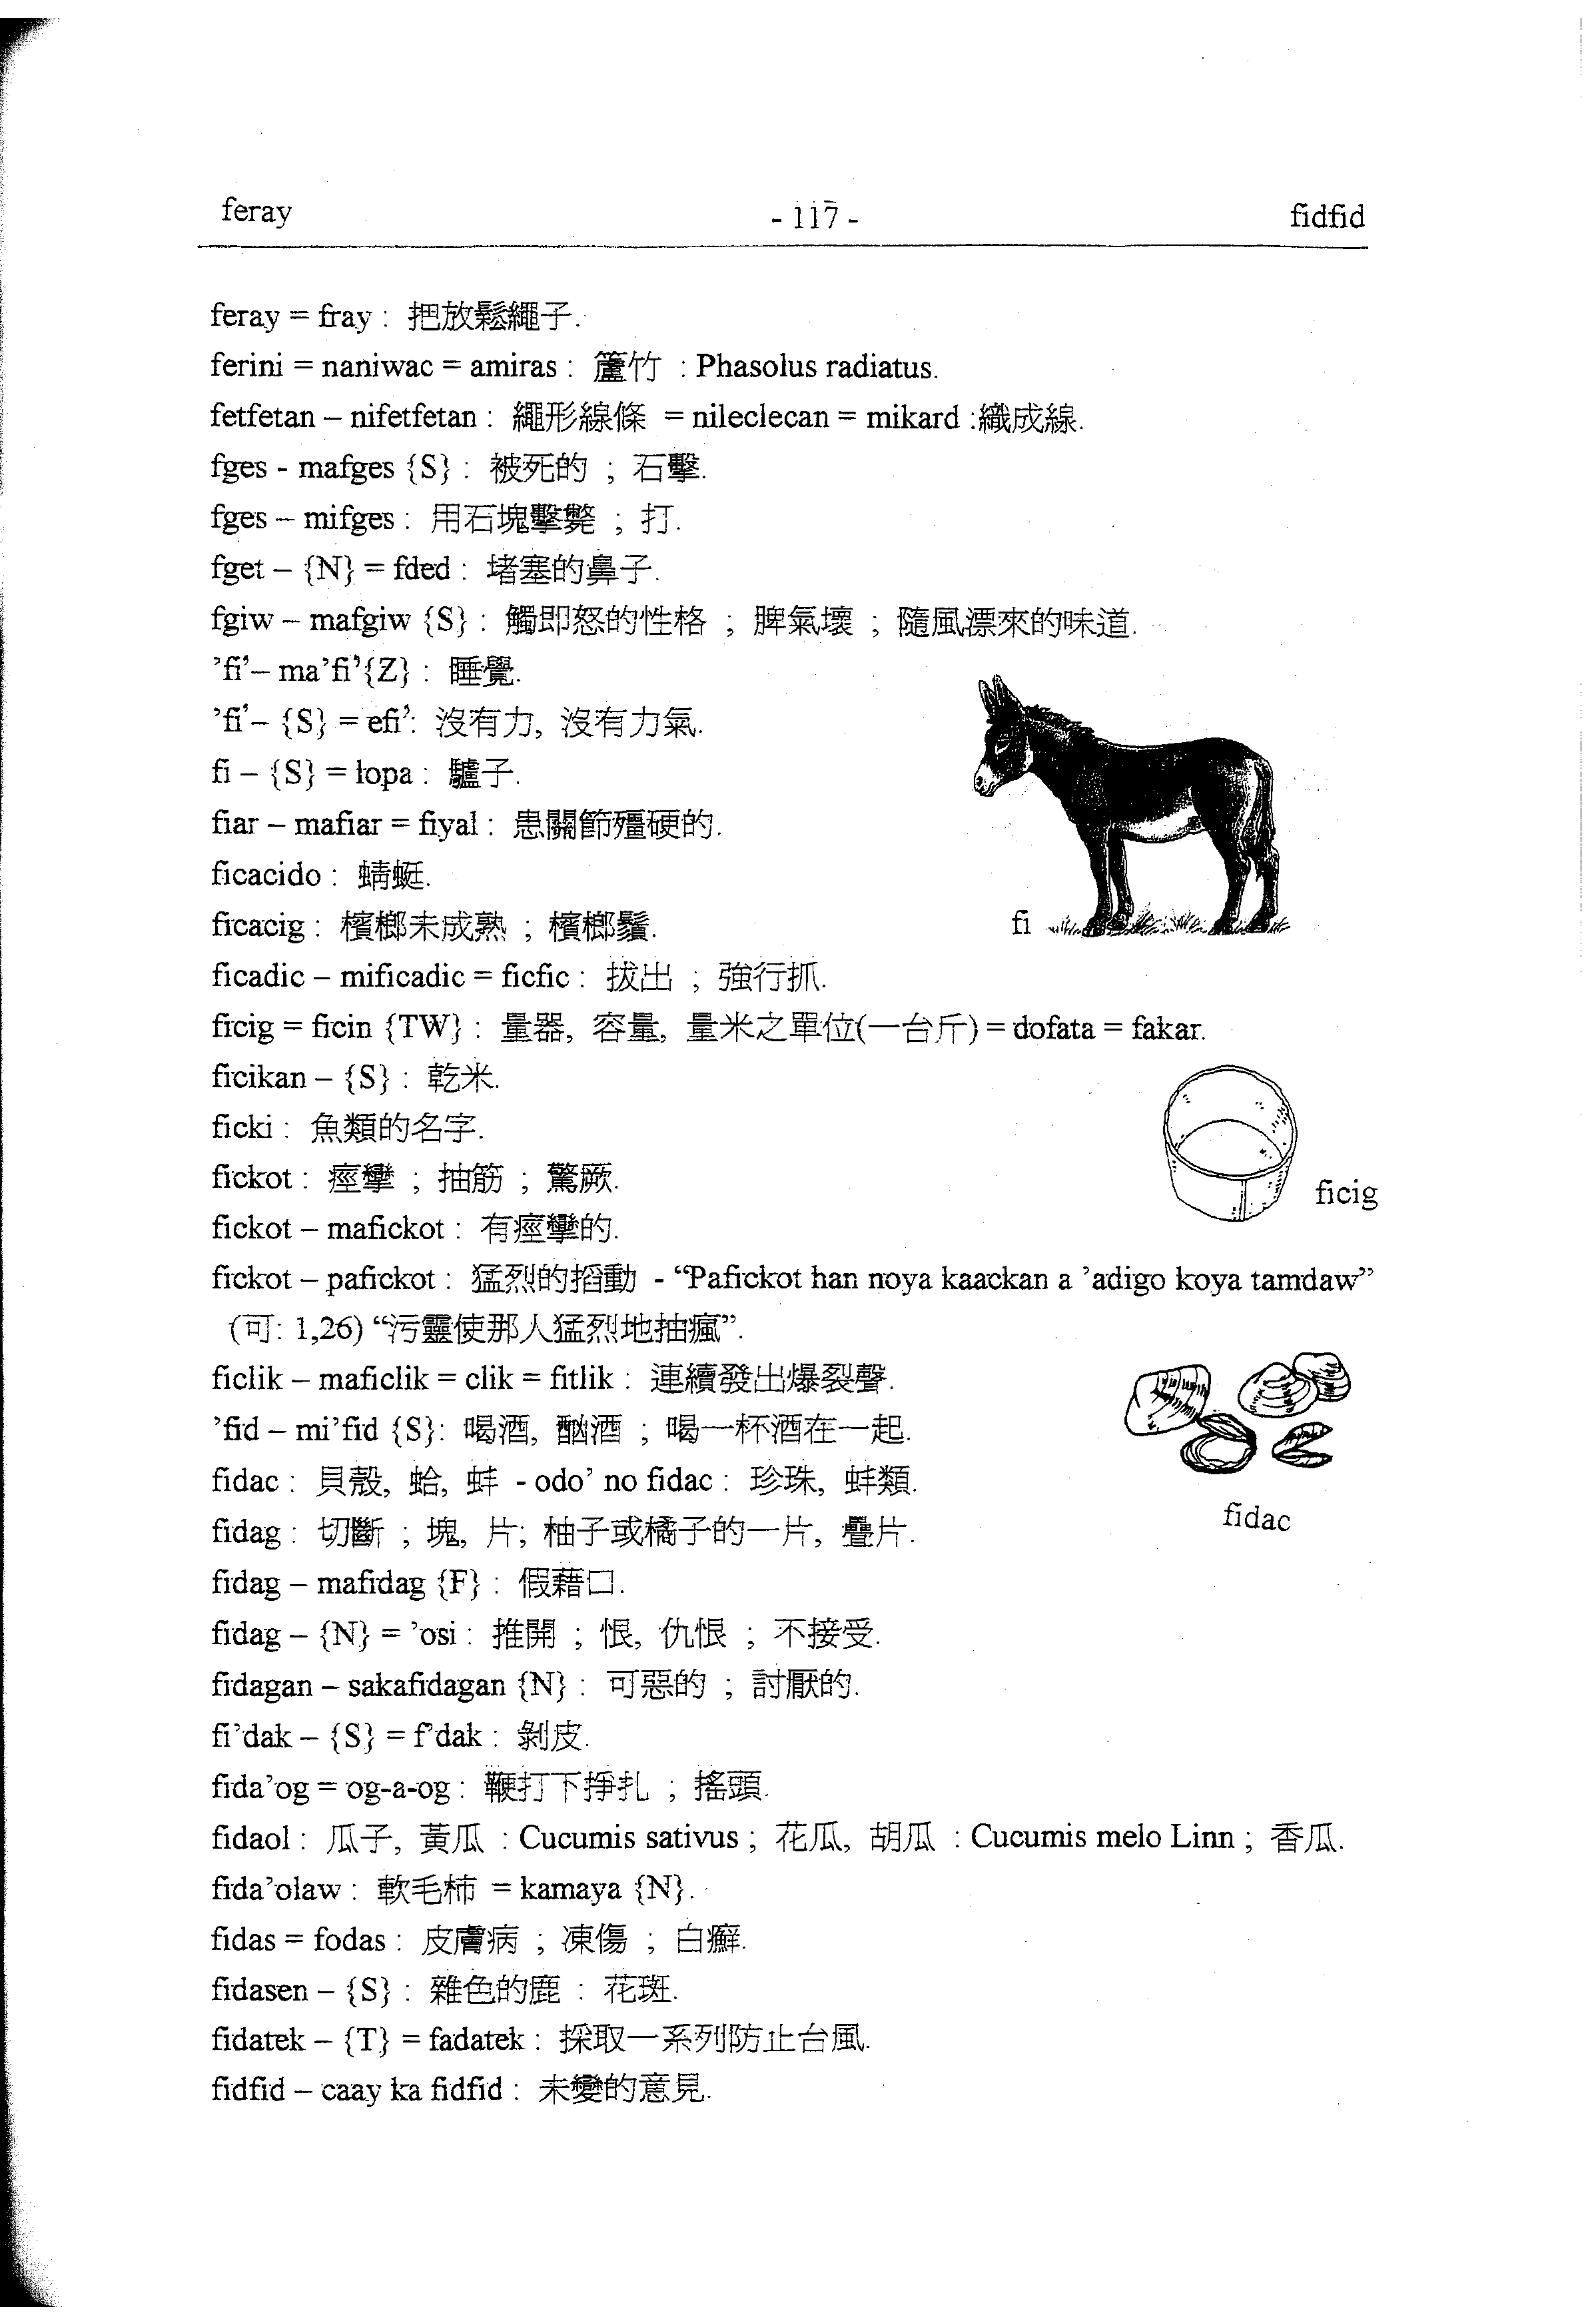 feray - 117 - fidfid
feray = fray : 把放鬆繩子.
ferini = naniwac = amiras : 蘆竹 : Phasolus radiatus.
fetfetan – nifetfetan : 繩形線條 = nileclecan = mikard :織成線.
fges - mafges {S} : 被死的 ; 石擊.
fges – mifges : 用石塊擊斃 ; 打.
fget – {N} = fded : 堵塞的鼻子.
fgiw – mafgiw {S} : 觸即怒的性格 ; 脾氣壞 ; 隨風漂來的味道.
’fi’– ma’fi’{Z} : 睡覺.
’fi’– {S} = efi’: 沒有力, 沒有力氣.
fi – {S} = lopa : 驢子.
fiar – mafiar = fiyal : 患關節殭硬的.
fi
ficacido : 蜻蜓.
ficacig : 檳榔未成熟 ; 檳榔鬚.
ficadic – mificadic = ficfic : 拔出 ; 強行抓.
ficig = ficin {TW} : 量器, 容量, 量米之單位(一台斤) = dofata = fakar.
ficikan – {S} : 乾米.
ficki : 魚類的名字.
fickot : 痙攣 ; 抽筋 ; 驚厥.
ficig
fickot – mafickot : 有痙攣的.
fickot – pafickot : 猛烈的搯動 - “Pafickot han noya kaackan a ’adigo koya tamdaw”
(可: 1,26) “污靈使那人猛烈地抽瘋”.
ficlik – maficlik = clik = fitlik : 連續發出爆裂聲.
’fid – mi’fid {S}: 喝酒, 酗酒 ; 喝一杯酒在一起.
fidac : 貝殼, 蛤, 蚌 - odo’ no fidac : 珍珠, 蚌類.
fidac
fidag : 切斷 ; 塊, 片; 柚子或橘子的一片, 疊片.
fidag – mafidag {F} : 假藉口.
fidag – {N} = ’osi : 推開 ; 恨, 仇恨 ; 不接受.
fidagan – sakafidagan {N} : 可惡的 ; 討厭的.
fi’dak – {S} = f’dak : 剝皮.
fida’og = og-a-og : 鞭打下掙扎 ; 搖頭.
fidaol : 瓜子, 黃瓜 : Cucumis sativus ; 花瓜, 胡瓜 : Cucumis melo Linn ; 香瓜.
fida’olaw : 軟毛柿 = kamaya {N}.
fidas = fodas : 皮膚病 ; 凍傷 ; 白癬.
fidasen – {S} : 雜色的鹿 : 花斑.
fidatek – {T} = fadatek : 採取一系列防止台風.
fidfid – caay ka fidfid : 未變的意見.